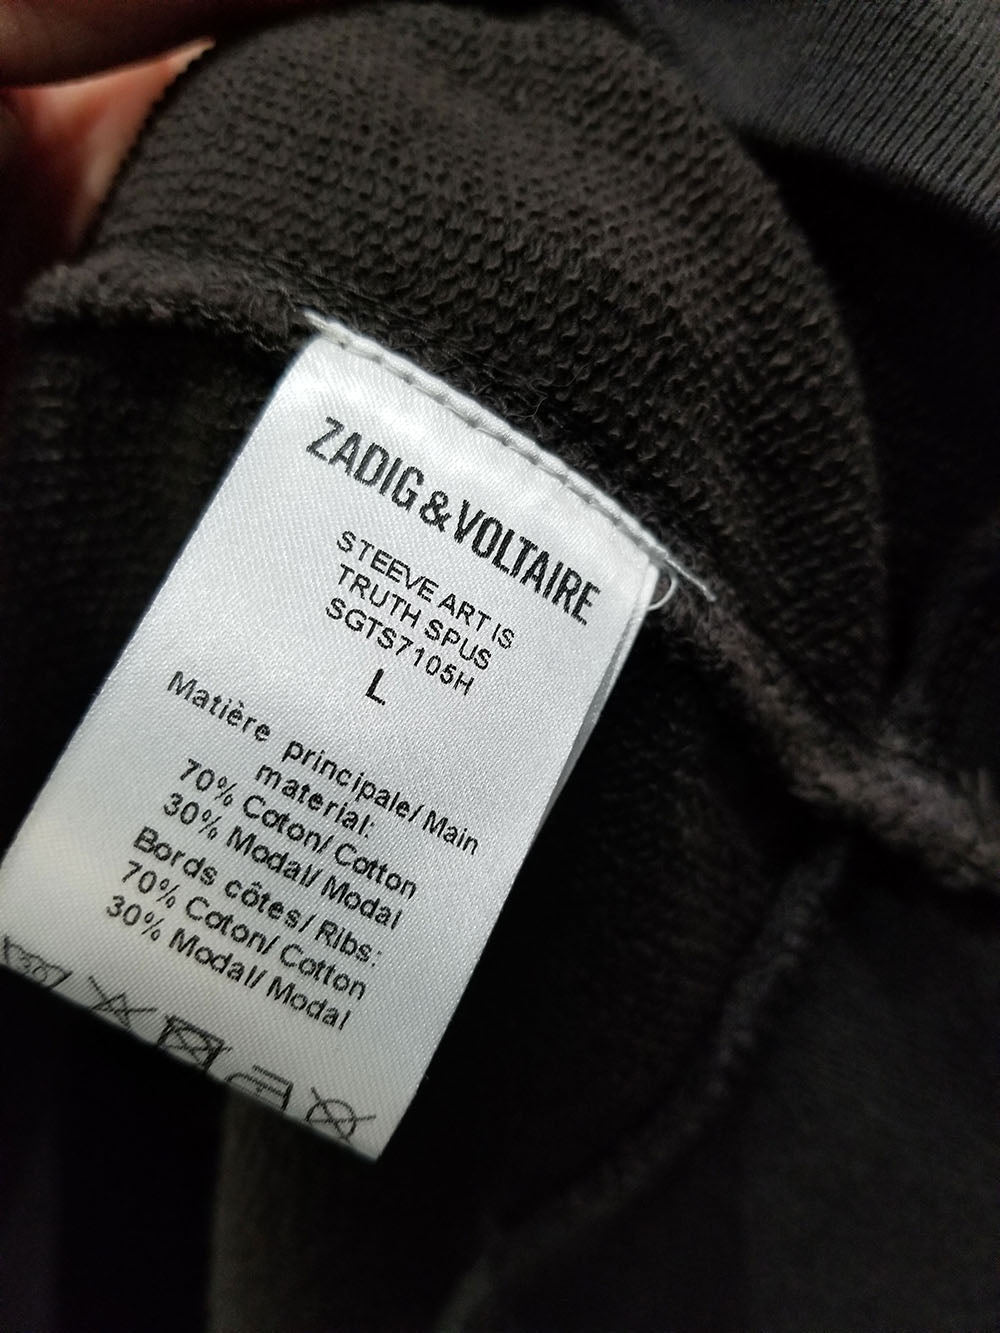 ZADIG & VOLTAIRE
STEEVE ART IS
TRUTH SPUS
SGTS7105H
L
Matière principale/ Main
material:
70% Coton/ Cotton
30% Modal/ Modal
Bords côtes/ Ribs:
70% Coton/ Cotton
30% Modal/ Modal